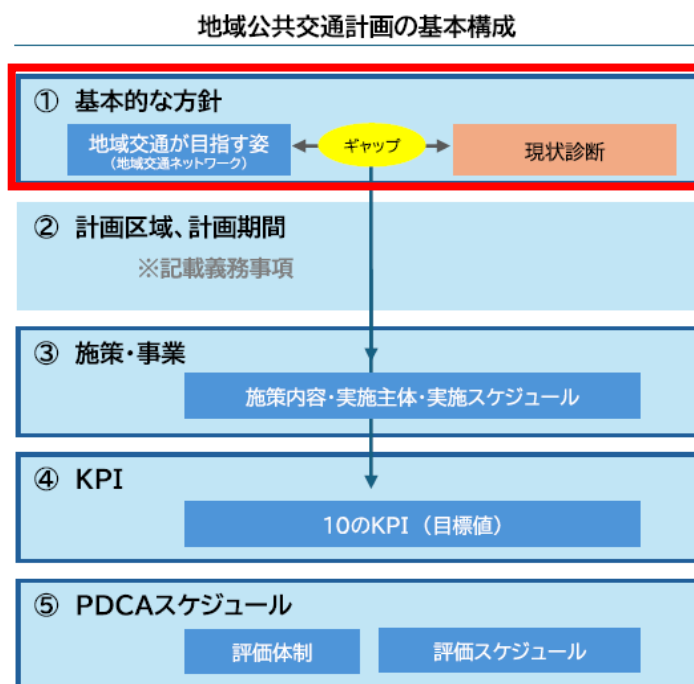 地域公共交通計画の基本構成
① 基本的な方針
地域交通が目指す姿
(地域交通ネットワーク)
ギャップ
現状診断
② 計画区域、計画期間
※記載義務事項
③ 施策・事業
施策内容・実施主体・実施スケジュール
④ KPI
10のKPI（目標値）
⑤ PDCAスケジュール
評価体制
評価スケジュール